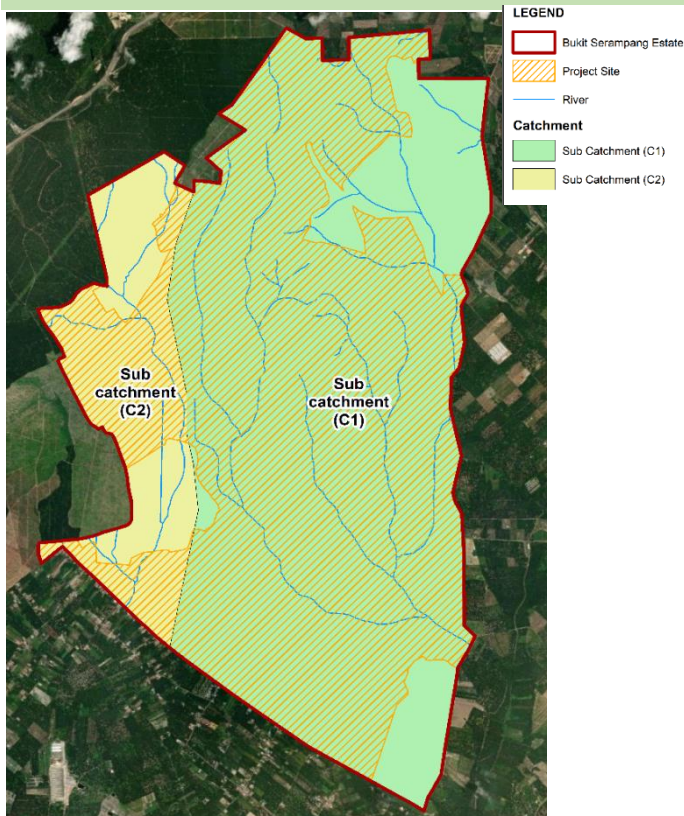 LEGEND
Bukit Serampang Estate
Project Site
River
Catchment
Sub Catchment (C1)
Sub Catchment (C2)
Sub
catchment
(C2)
Sub
catchment
(C1)